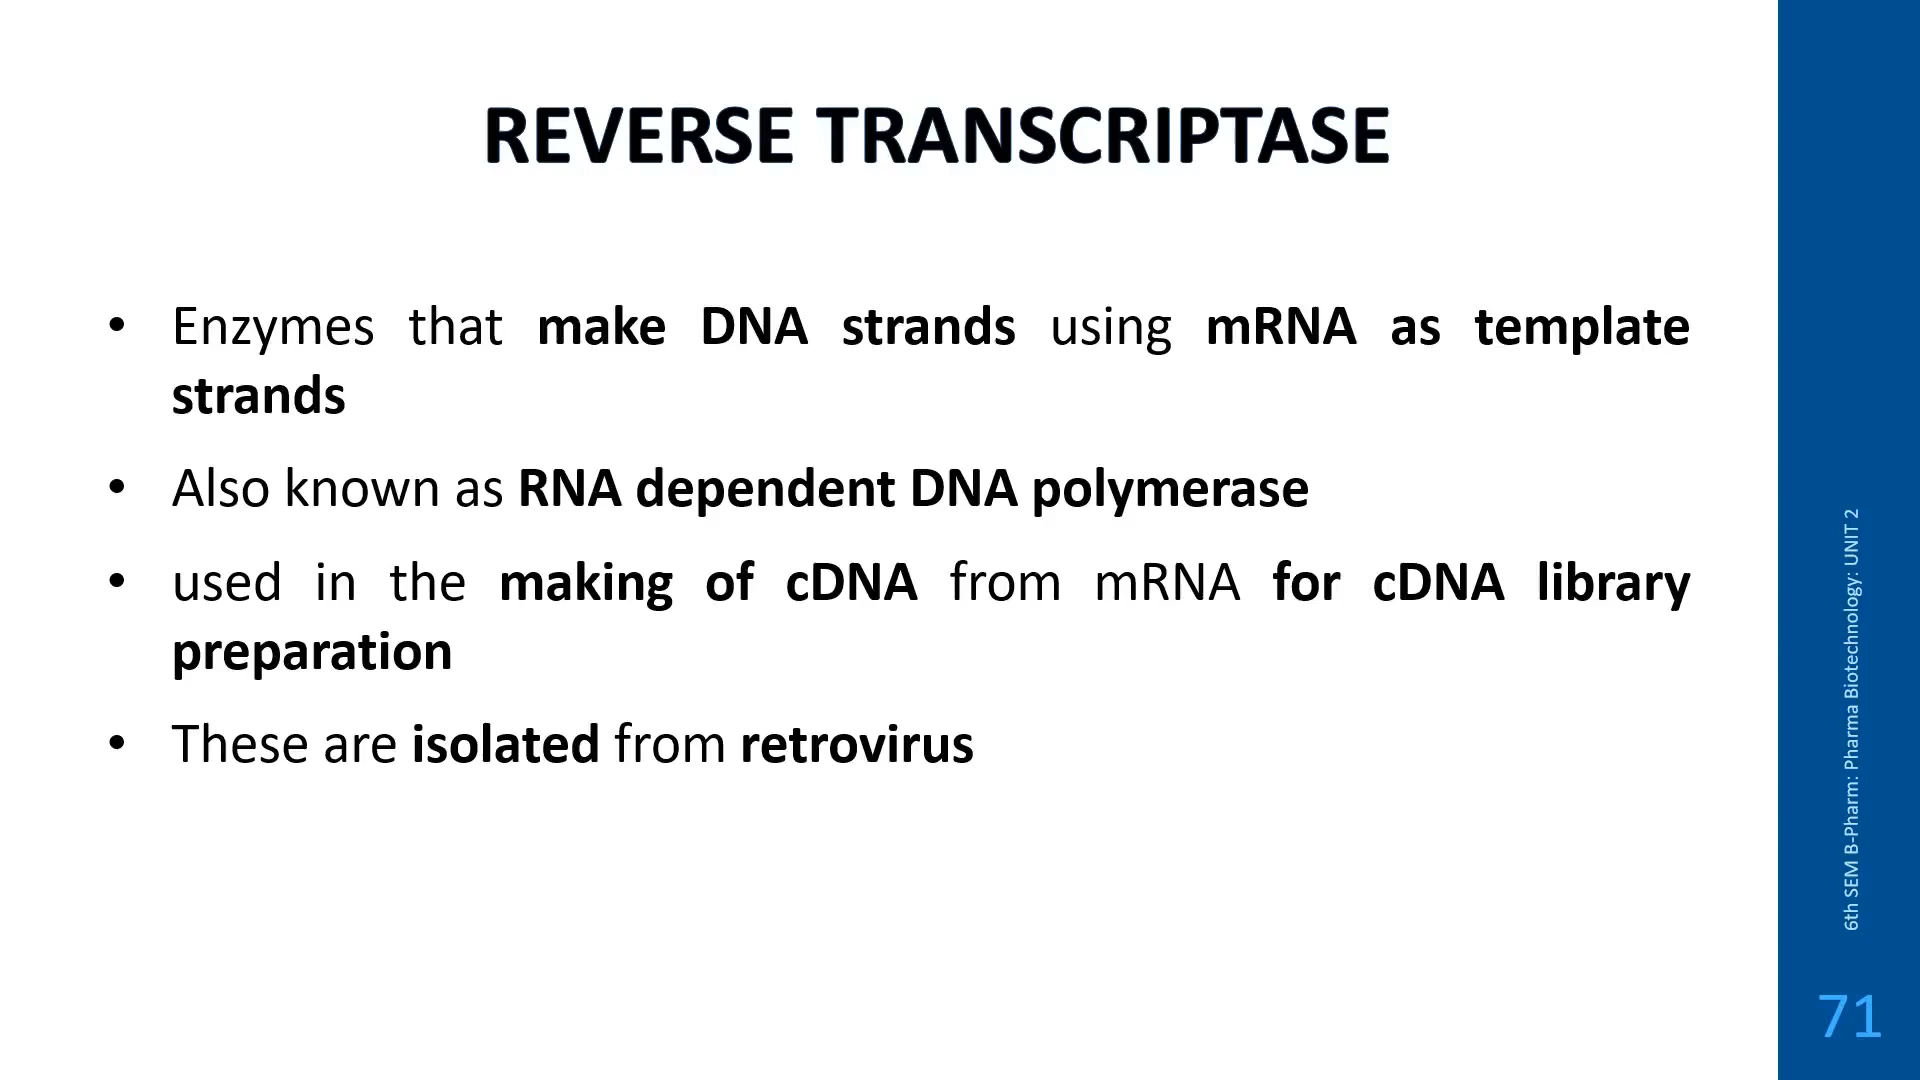 REVERSE TRANSCRIPTASE
• Enzymes that make DNA strands using mRNA as template
strands
• Also known as RNA dependent DNA polymerase
• used in the making of cDNA from mRNA for cDNA library
preparation
• These are isolated from retrovirus
6th SEM B-Pharm: Pharma Biotechnology: UNIT 2
71